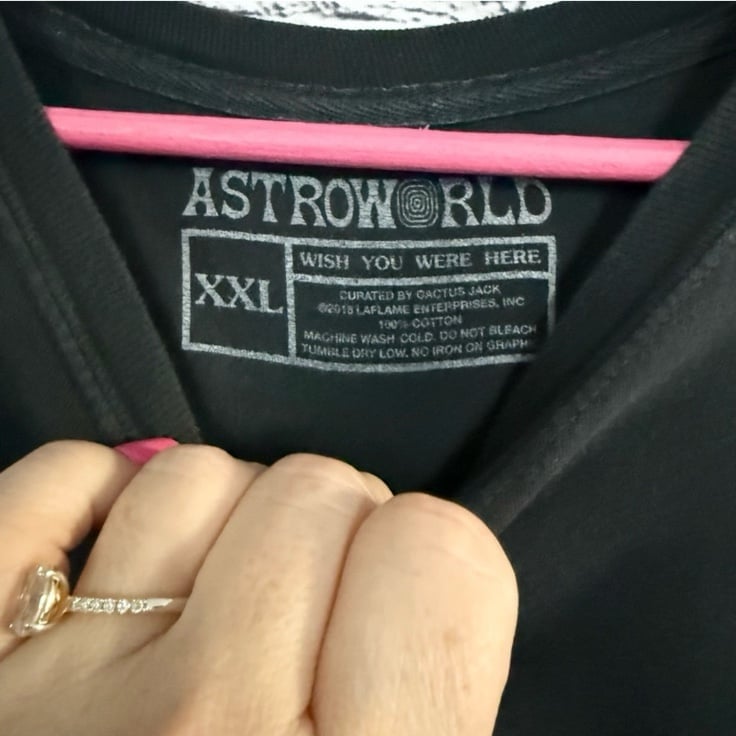 ASTROWORLD
XXL
WISH YOU WERE HERE
CURATED BY CACTUS JACK
©2018 LAFLAME ENTERPRISES, INC
100% COTTON
MACHINE WASH COLD. DO NOT BLEACH
TUMBLE DRY LOW. NO IRON ON GRAPH